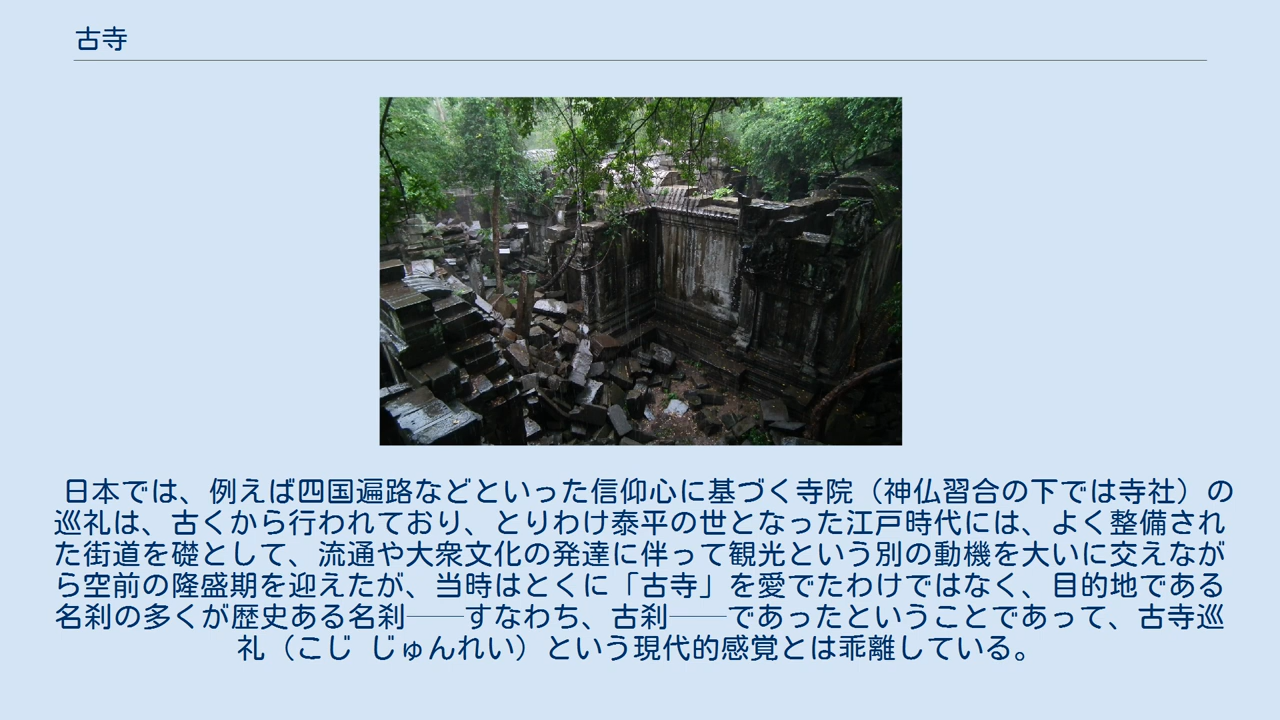 古寺
日本では、例えば四国遍路などといった信仰心に基づく寺院（神仏習合の下では寺社）の
巡礼は、古くから行われており、とりわけ泰平の世となった江戸時代には、よく整備され
た街道を礎として、流通や大衆文化の発達に伴って観光という別の動機を大いに交えなが
ら空前の隆盛期を迎えたが、当時はとくに「古寺」を愛でたわけではなく、目的地である
名刹の多くが歴史ある名刹──すなわち、古刹──であったということであって、古寺巡
礼（こじ じゅんれい）という現代的感覚とは乖離している。